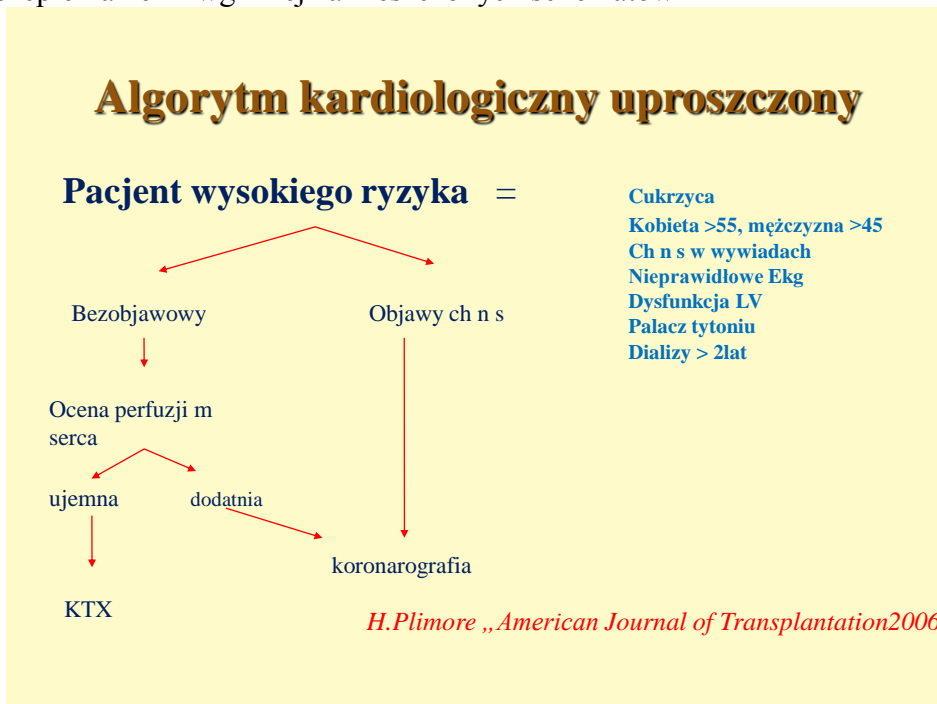 Algorytm kardiologiczny uproszczony
Pacjent wysokiego ryzyka =
Cukrzyca
Kobieta >55, mężczyzna >45
Ch n s w wywiadach
Nieprawidłowe Ekg
Dysfunkcja LV
Palacz tytoniu
Dializy > 2lat
Bezobjawowy
Objawy ch n s
Ocena perfuzji m
serca
ujemna
dodatnia
koronarografia
KTX
H.Plimore „American Journal of Transplantation2006